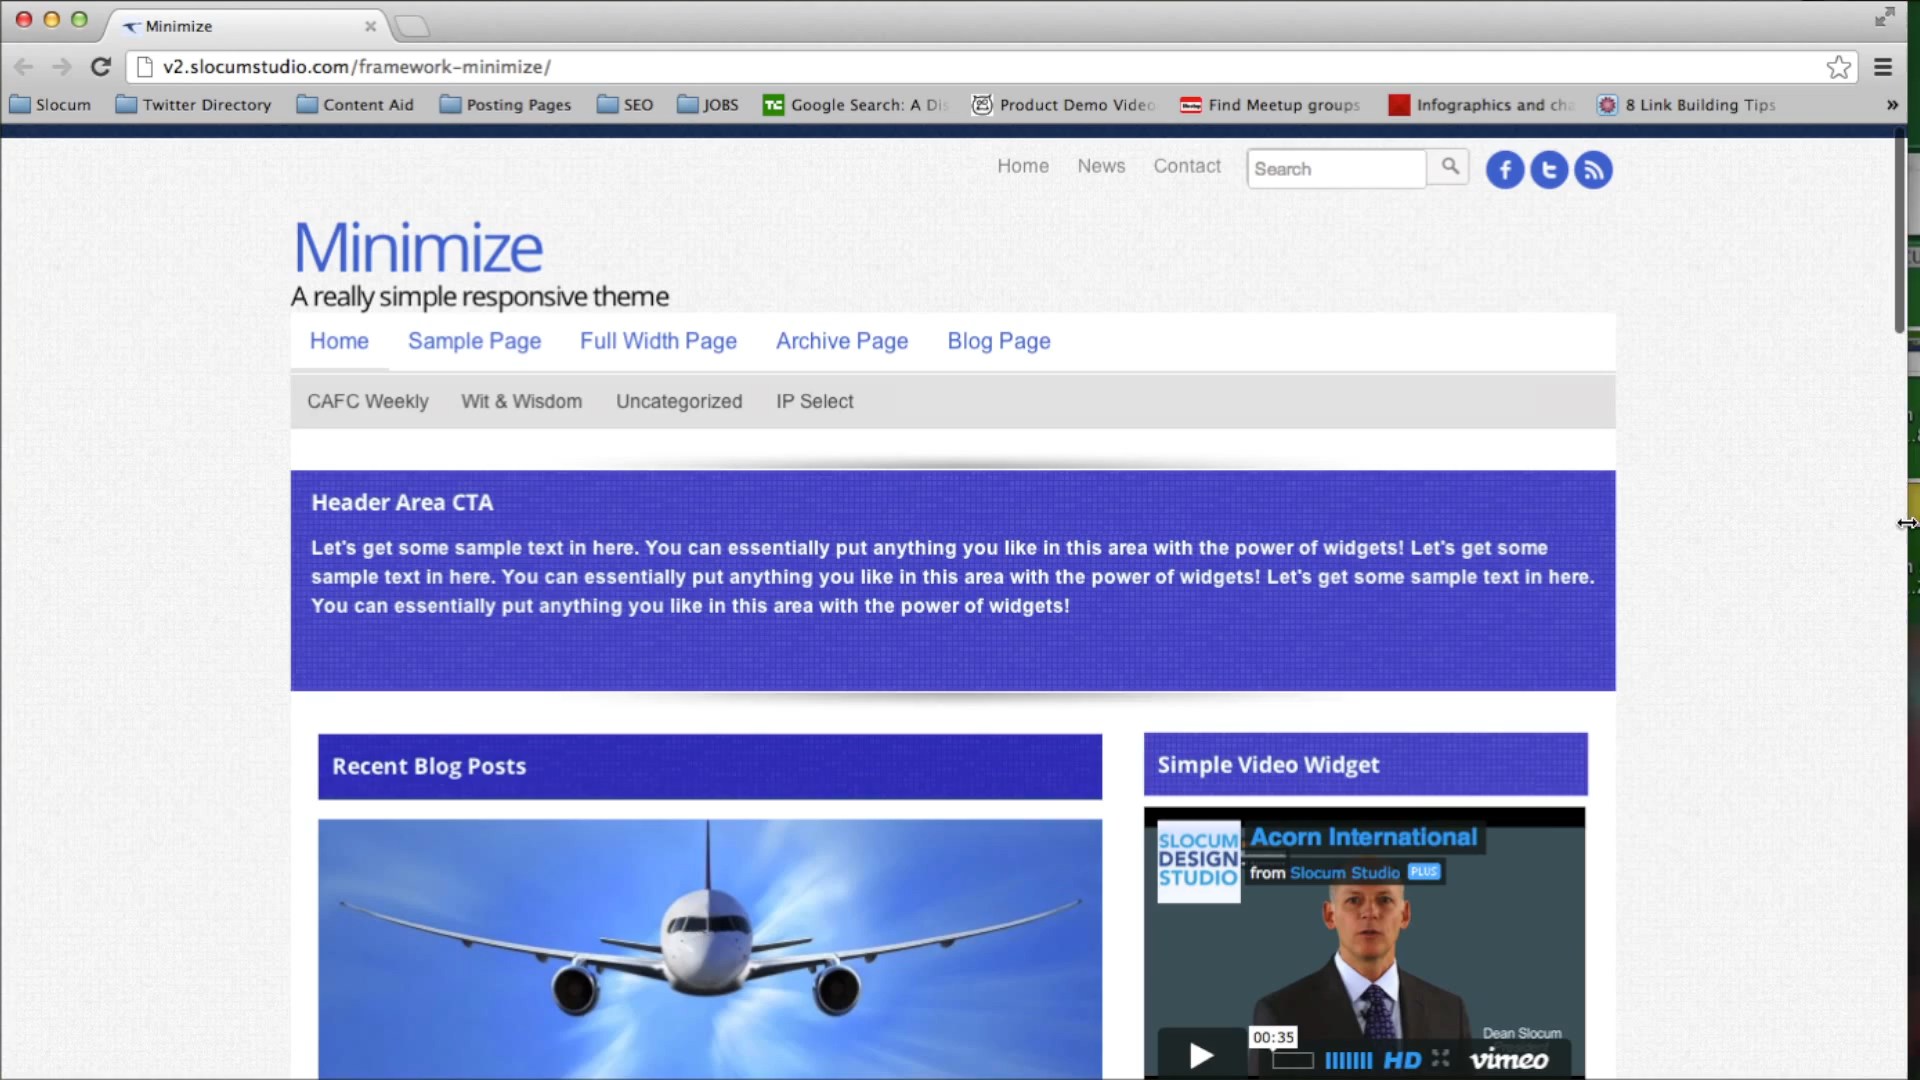 Minimize
v2.slocumstudio.com/framework-minimize/
Slocum Twitter Directory Content Aid Posting Pages SEO JOBS TC Google Search: A Dis Product Demo Video Find Meetup groups Infographics and cha 8 Link Building Tips »
Home News Contact Search
Minimize
A really simple responsive theme
Home Sample Page Full Width Page Archive Page Blog Page
CAFC Weekly Wit & Wisdom Uncategorized IP Select
Header Area CTA
Let's get some sample text in here. You can essentially put anything you like in this area with the power of widgets! Let's get some
sample text in here. You can essentially put anything you like in this area with the power of widgets! Let's get some sample text in here.
You can essentially put anything you like in this area with the power of widgets!
Recent Blog Posts
Simple Video Widget
SLOCUM
DESIGN
STUDIO
Acorn International
from Slocum Studio PLUS
Dean Slocum
00:35
HD vimeo